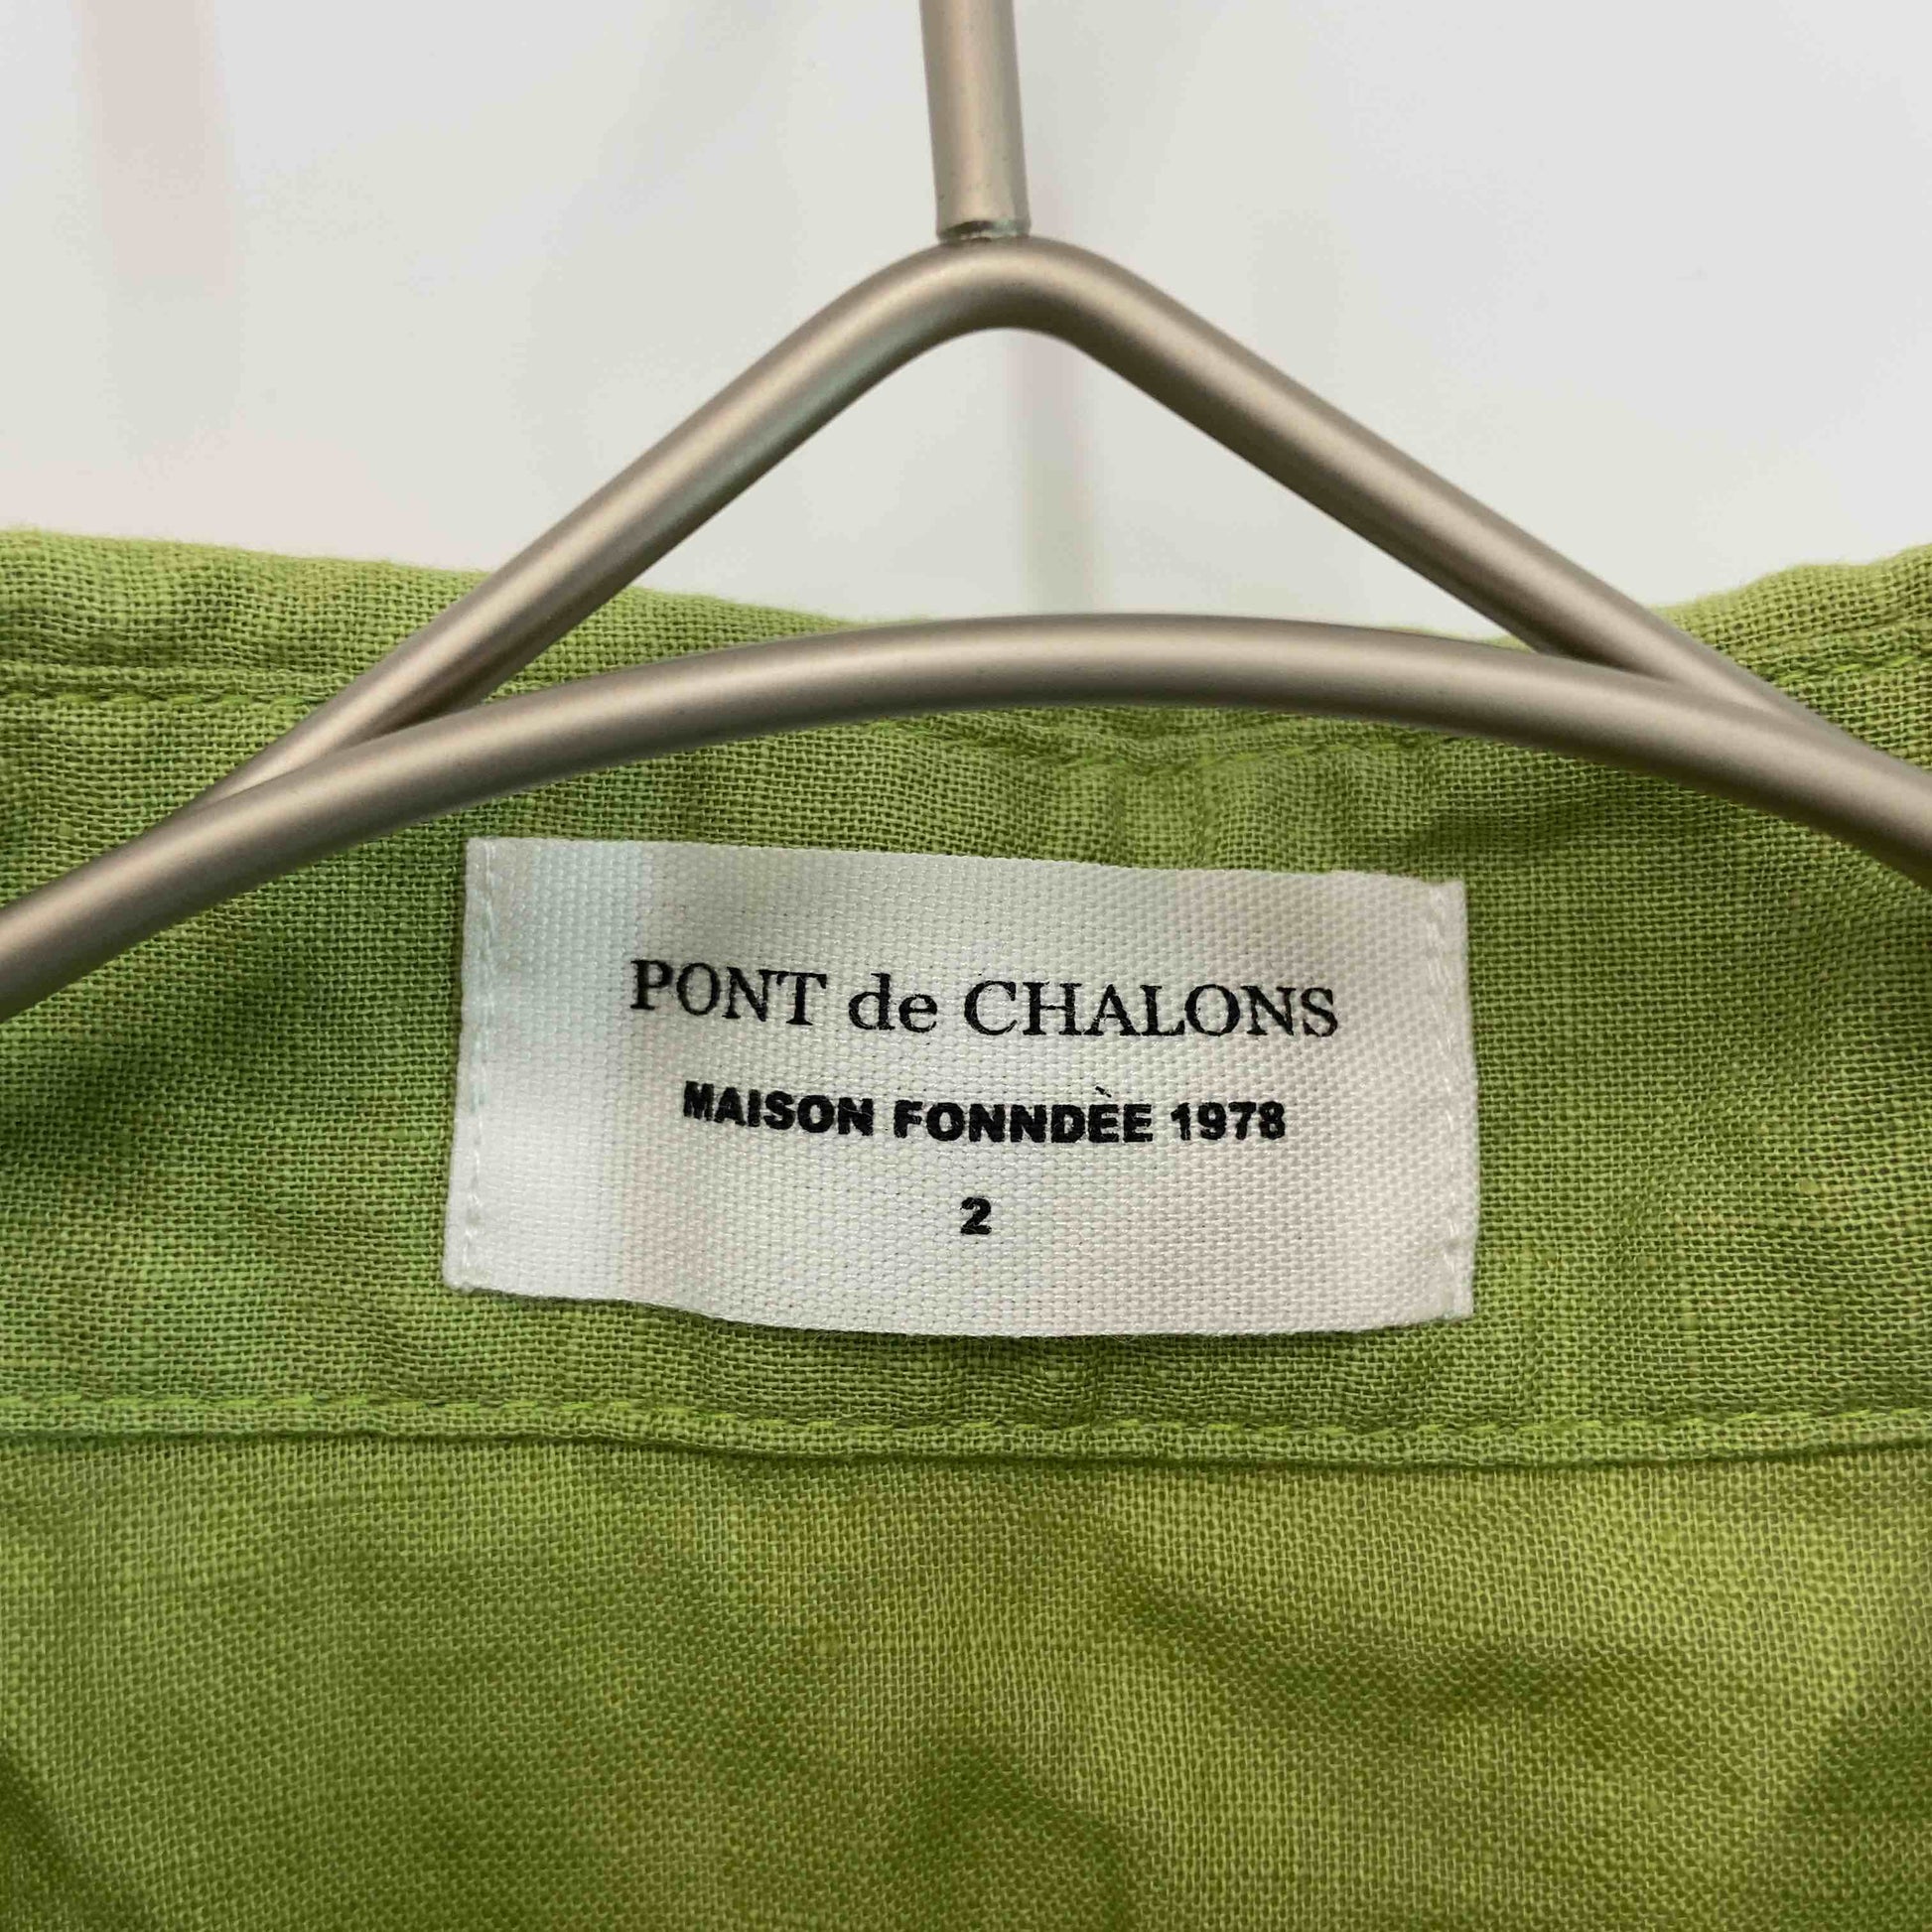 PONT de CHALONS
MAISON FONNDÈE 1978
2